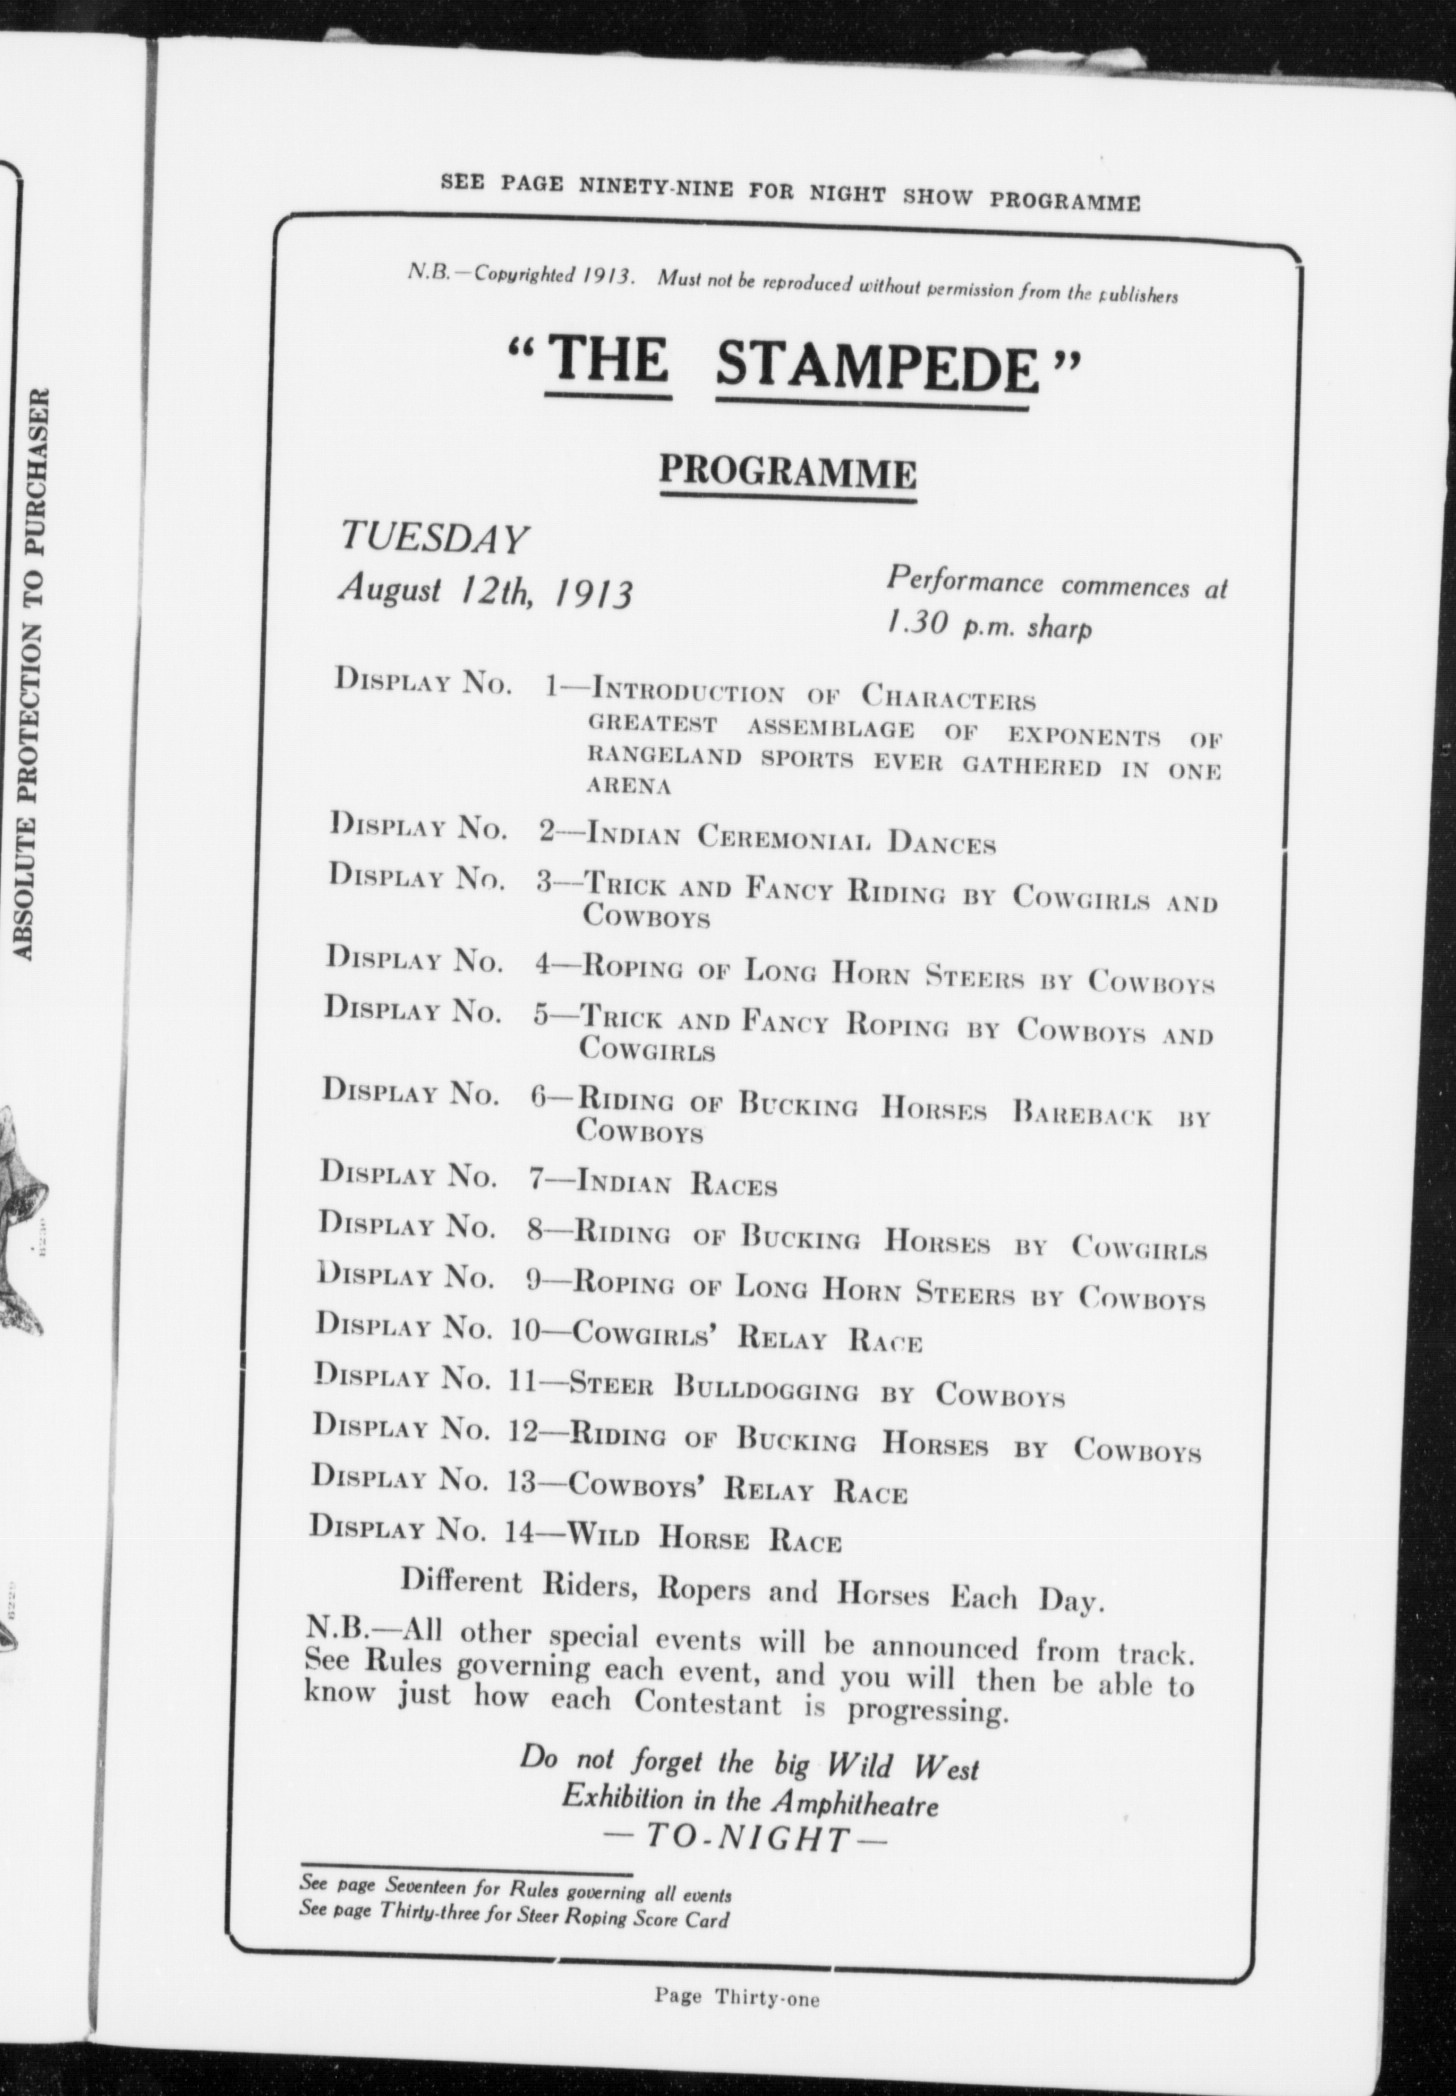 ABSOLUTE PROTECTION TO PURCHASER
SEE PAGE NINETY-NINE FOR NIGHT SHOW PROGRAMME
N.B.—Copyrighted 1913. Must not be reproduced without permission from the publishers
"THE STAMPEDE"
PROGRAMME
TUESDAY
August 12th, 1913
Performance commences at
1.30 p.m. sharp
DISPLAY NO. 1—INTRODUCTION OF CHARACTERS
GREATEST ASSEMBLAGE OF EXPONENTS OF
RANGELAND SPORTS EVER GATHERED IN ONE
ARENA
DISPLAY NO. 2—INDIAN CEREMONIAL DANCES
DISPLAY NO. 3—TRICK AND FANCY RIDING BY COWGIRLS AND
COWBOYS
DISPLAY NO. 4—ROPING OF LONG HORN STEERS BY COWBOYS
DISPLAY NO. 5—TRICK AND FANCY ROPING BY COWBOYS AND
COWGIRLS
DISPLAY NO. 6—RIDING OF BUCKING HORSES BAREBACK BY
COWBOYS
DISPLAY NO. 7—INDIAN RACES
DISPLAY NO. 8—RIDING OF BUCKING HORSES BY COWGIRLS
DISPLAY NO. 9—ROPING OF LONG HORN STEERS BY COWBOYS
DISPLAY NO. 10—COWGIRLS' RELAY RACE
DISPLAY NO. 11—STEER BULLDOGGING BY COWBOYS
DISPLAY NO. 12—RIDING OF BUCKING HORSES BY COWBOYS
DISPLAY NO. 13—COWBOYS' RELAY RACE
DISPLAY NO. 14—WILD HORSE RACE
Different Riders, Ropers and Horses Each Day.
N.B.—All other special events will be announced from track.
See Rules governing each event, and you will then be able to
know just how each Contestant is progressing.
Do not forget the big Wild West
Exhibition in the Amphitheatre
—TO-NIGHT—
See page Seventeen for Rules governing all events
See page Thirty-three for Steer Roping Score Card
Page Thirty-one